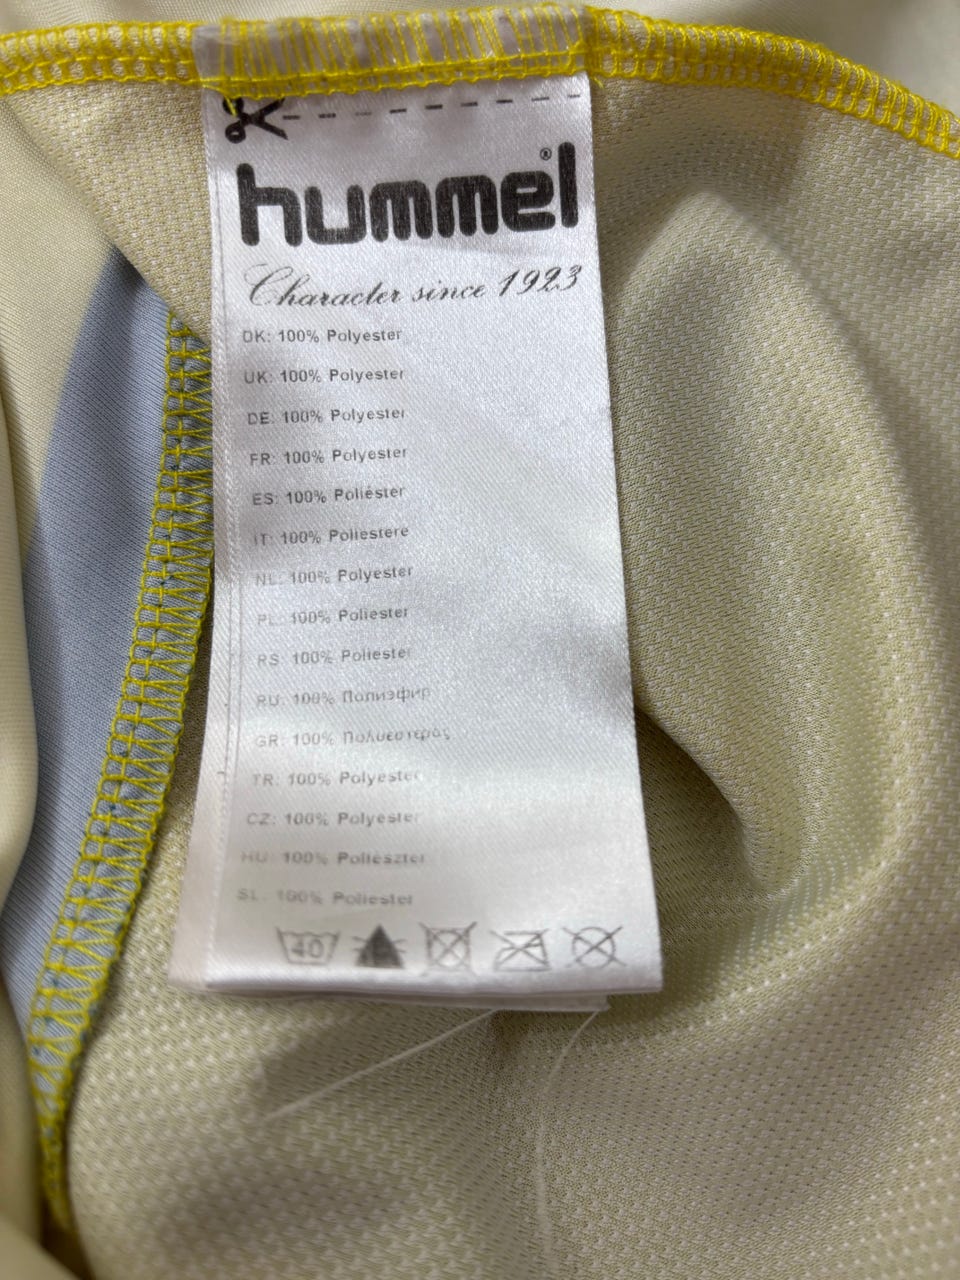 hummel®
Character since 1923
DK: 100% Polyester
UK: 100% Polyester
DE: 100% Polyester
FR: 100% Polyester
ES: 100% Poliéster
IT: 100% Poliestere
NL: 100% Polyester
PL: 100% Poliester
RS: 100% Poliester
RU: 100% Полиэфир
GR: 100% Πολυεστερας
TR: 100% Polyester
CZ: 100% Polyester
HU: 100% Poliészter
SL: 100% Poliester
40